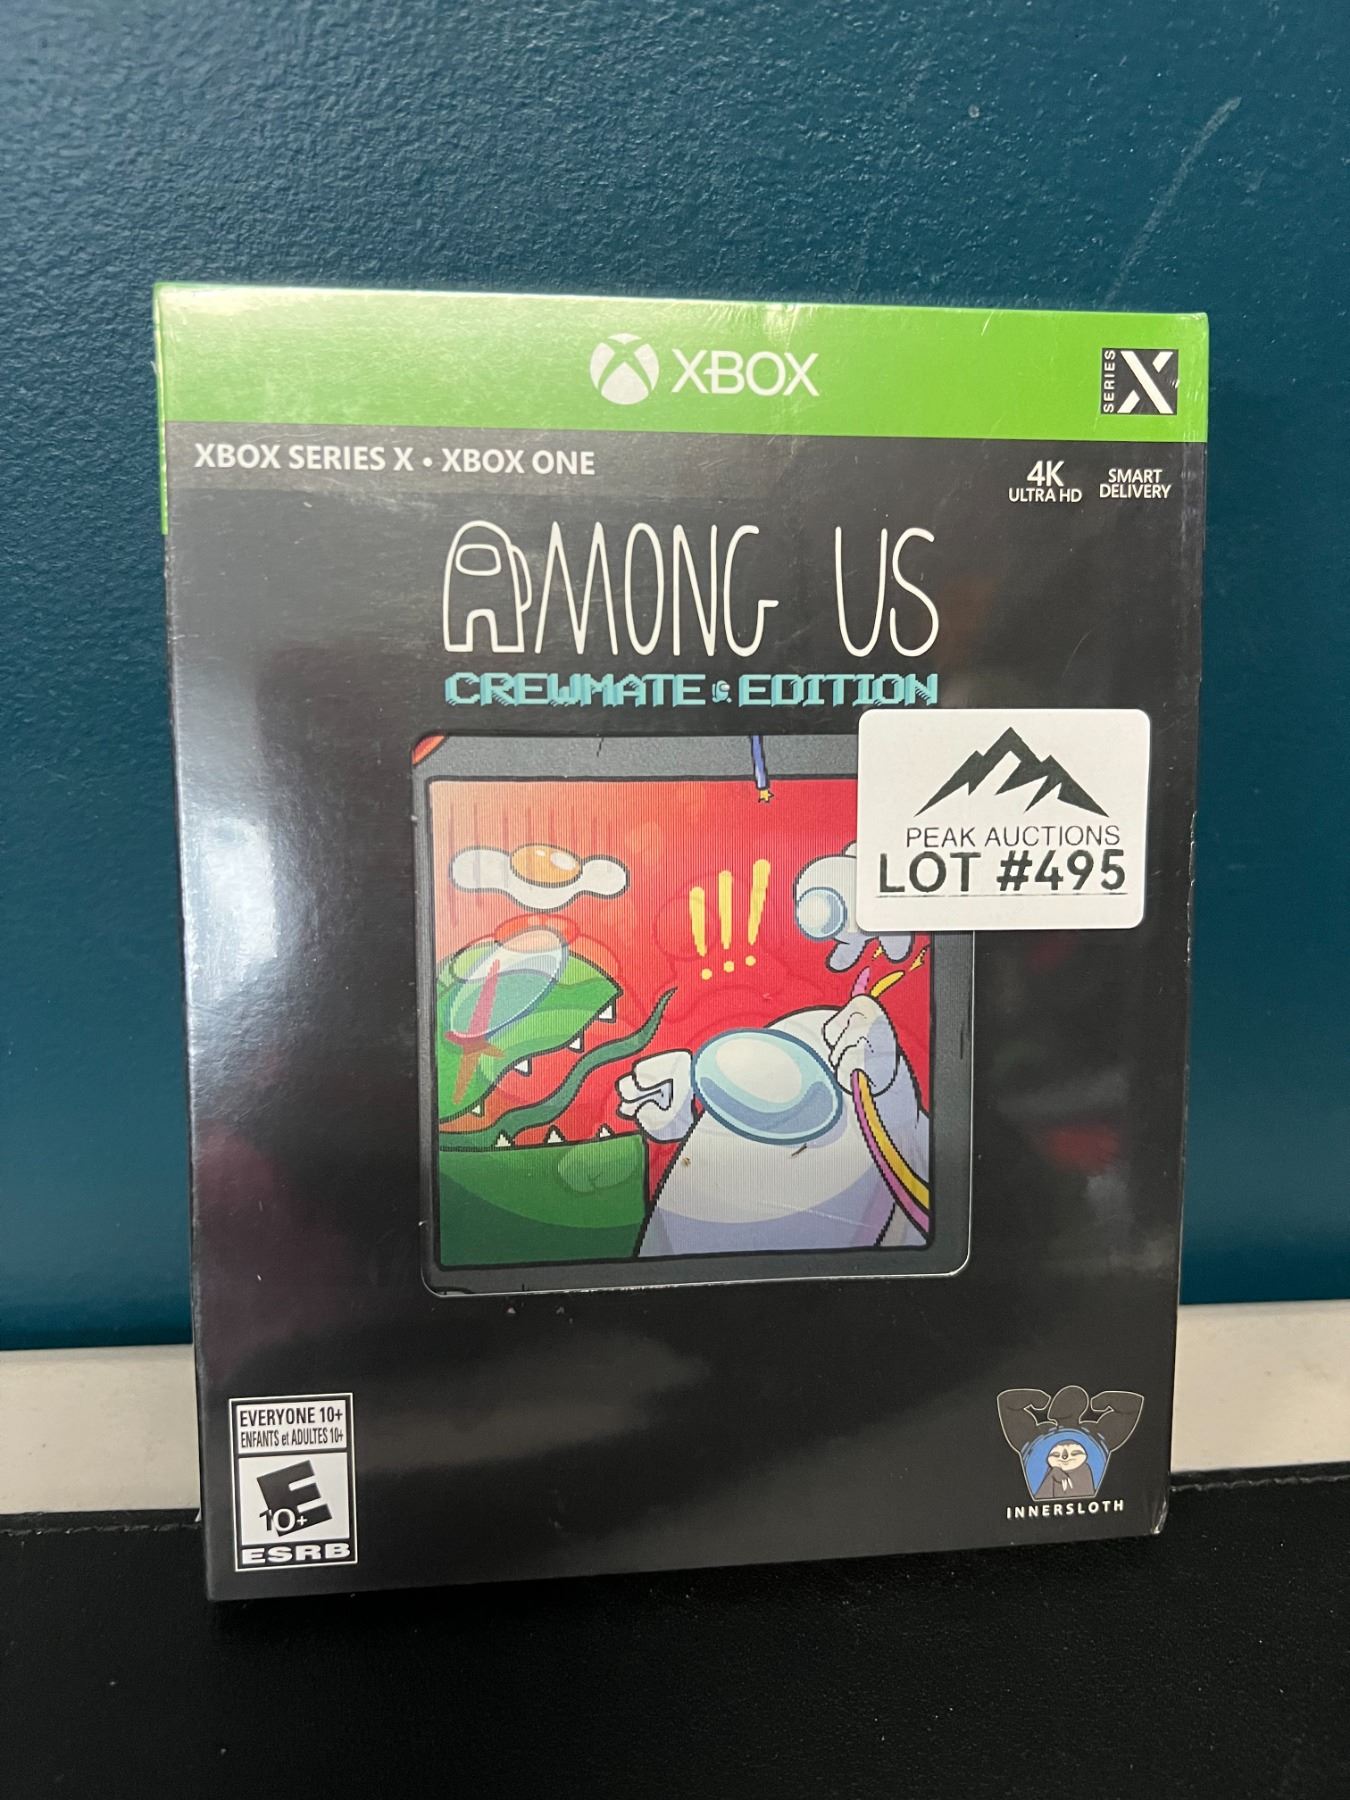 XBOX
SERIES X
XBOX SERIES X • XBOX ONE
4K
ULTRA HD
SMART
DELIVERY
AMONG US
CREWMATE EDITION
PEAK AUCTIONS
LOT #495
!!!
EVERYONE 10+
ENFANTS et ADULTES 10+
E
10+
ESRB
INNERSLOTH